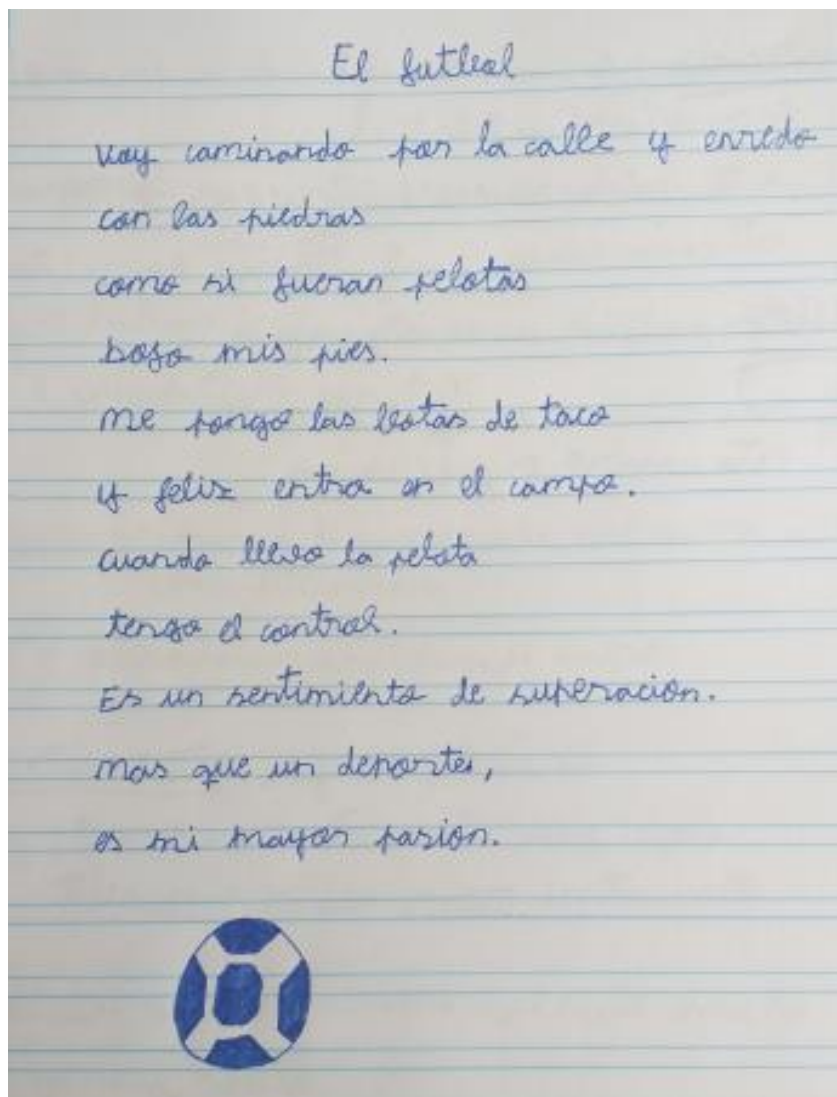 El futbol
voy caminando por la calle y enredo
con las piedras
como si fueran pelotas
bajo mis pies.
me pongo las botas de taco
y feliz entro en el campo.
cuando llevo la pelota
tengo el control.
Es un sentimiento de superación.
mas que un deporte,
es mi mayor pasion.